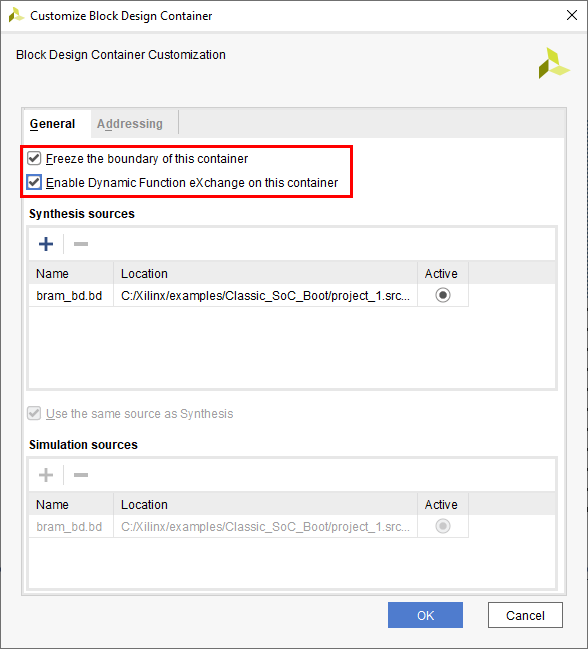 Customize Block Design Container
Block Design Container Customization
General Addressing
Freeze the boundary of this container
Enable Dynamic Function eXchange on this container
Synthesis sources
Name Location Active
bram_bd.bd C:/Xilinx/examples/Classic_SoC_Boot/project_1.src...
Use the same source as Synthesis
Simulation sources
Name Location Active
bram_bd.bd C:/Xilinx/examples/Classic_SoC_Boot/project_1.src...
OK Cancel